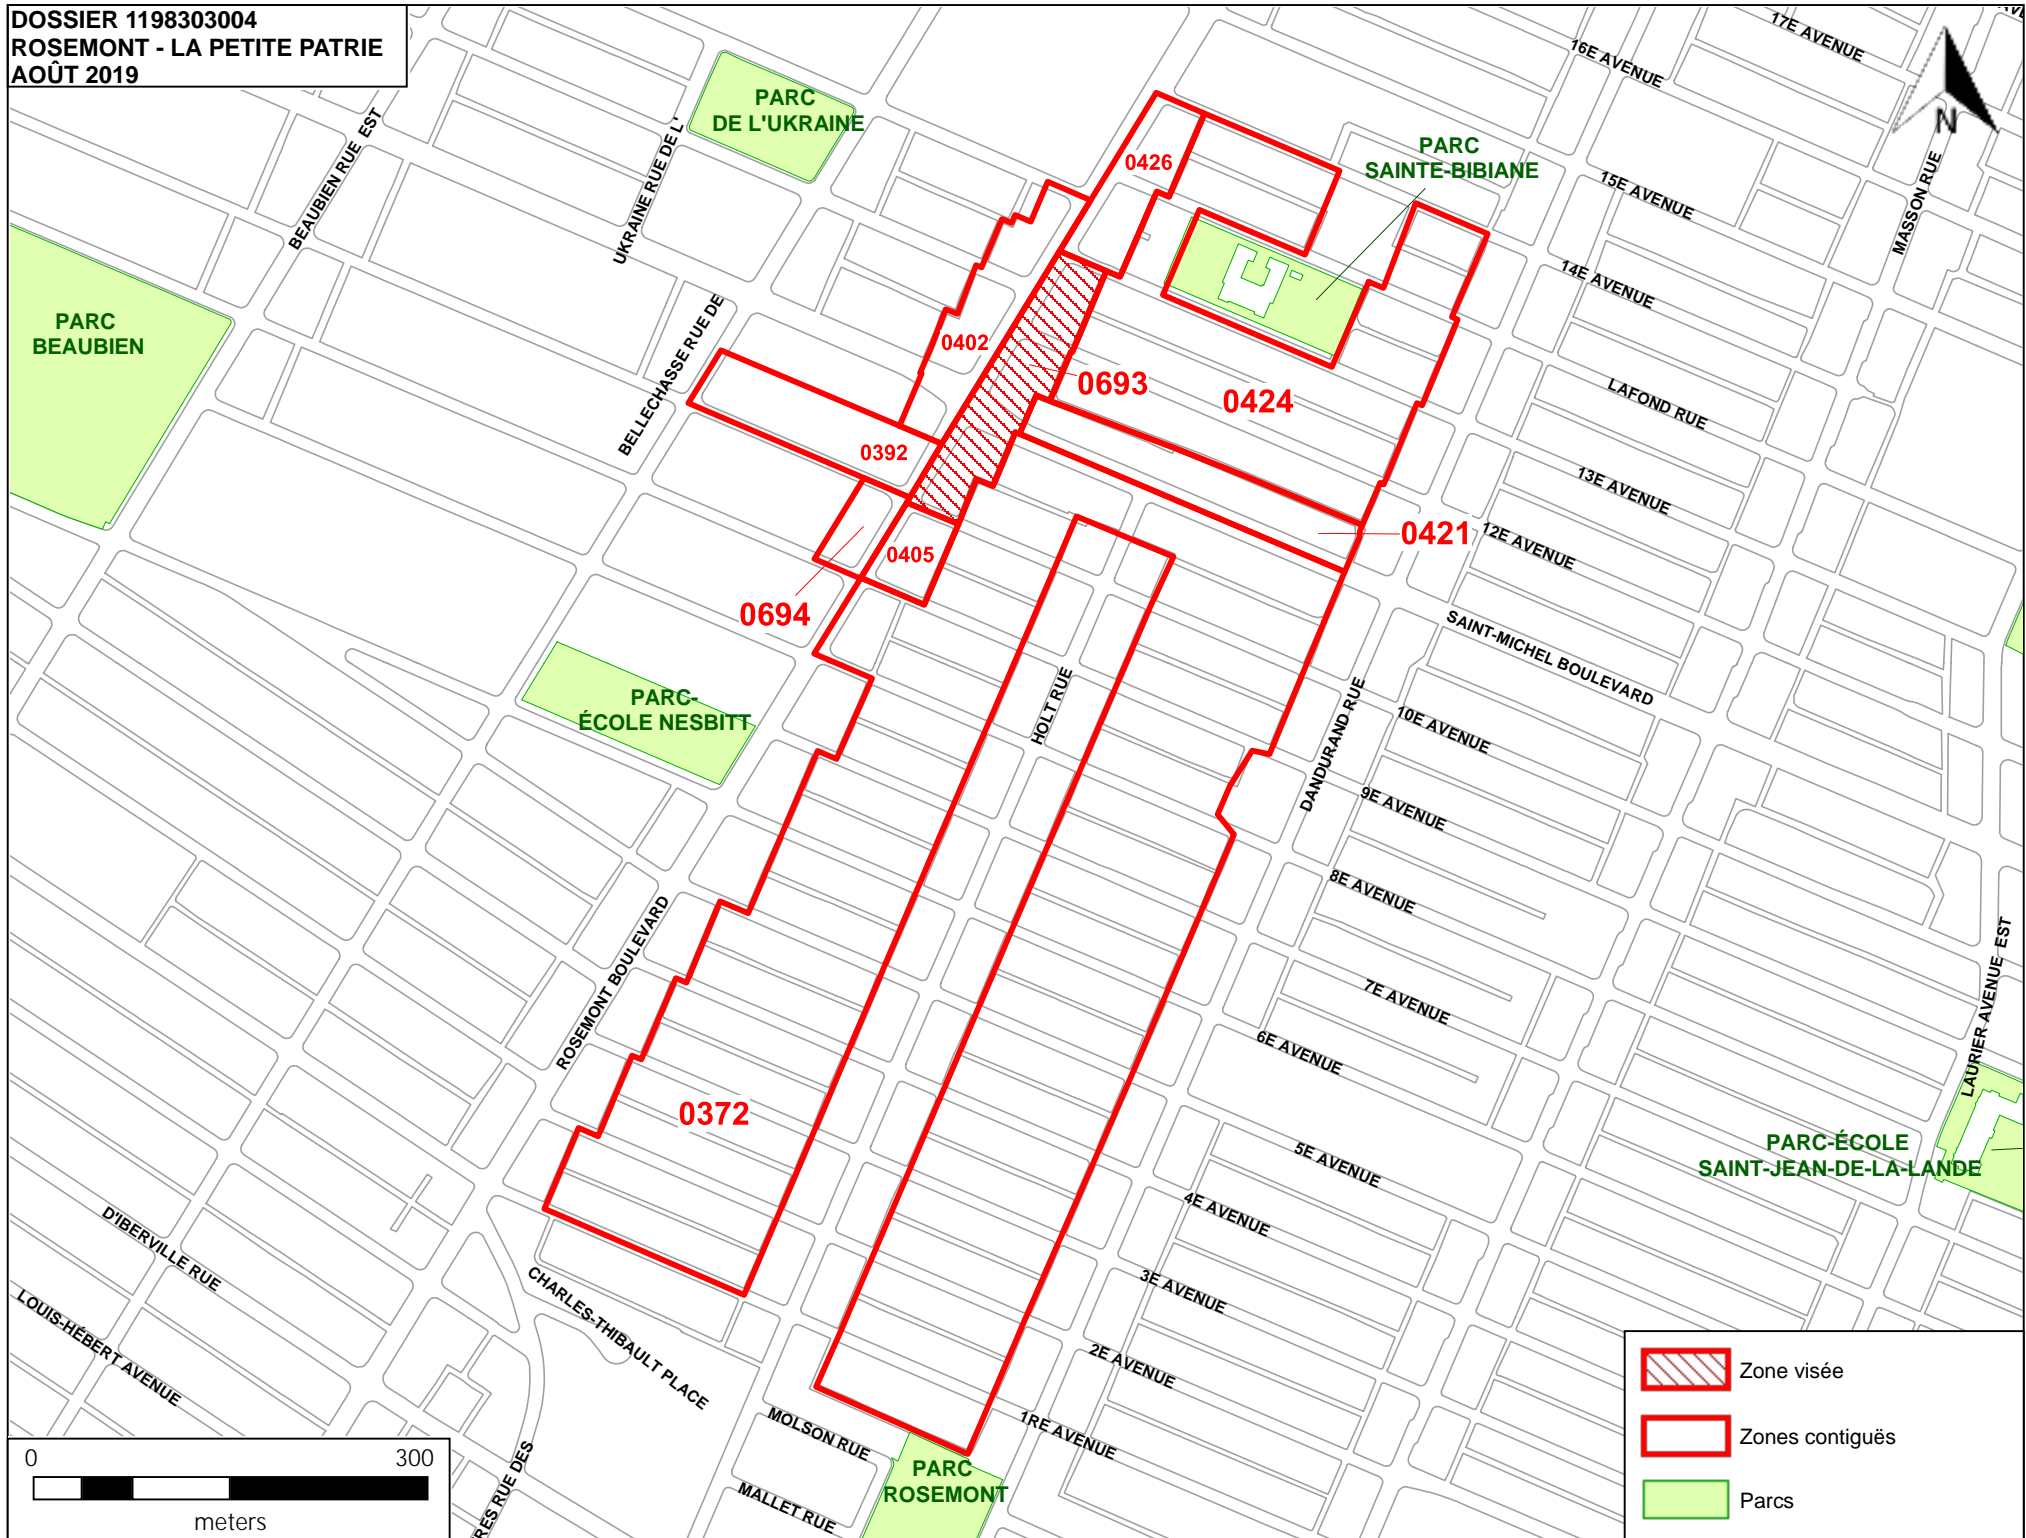 DOSSIER 1198303004
ROSEMONT - LA PETITE PATRIE
AOÛT 2019
17E AVENUE
16E AVENUE
N
MASSON RUE
PARC
DE L'UKRAINE
BEAUBIEN RUE EST
UKRAINE RUE DE L'
PARC
SAINTE-BIBIANE
0426
15E AVENUE
14E AVENUE
PARC
BEAUBIEN
BELLECHASSE RUE DE
0402
0693
0424
LAFOND RUE
0392
13E AVENUE
0421
12E AVENUE
0405
0694
SAINT-MICHEL BOULEVARD
PARC-
ÉCOLE NESBITT
HOLT RUE
DANDURAND RUE
10E AVENUE
9E AVENUE
8E AVENUE
ROSEMONT BOULEVARD
7E AVENUE
6E AVENUE
LAURIER AVENUE EST
0372
5E AVENUE
PARC-ÉCOLE
SAINT-JEAN-DE-LA-LANDE
4E AVENUE
3E AVENUE
D'IBERVILLE RUE
LOUIS-HÉBERT AVENUE
CHARLES-THIBAULT PLACE
2E AVENUE
1RE AVENUE
MOLSON RUE
MALLET RUE
PARC
ROSEMONT
RES RUE DES
Zone visée
Zones contiguës
Parcs
0 300
meters